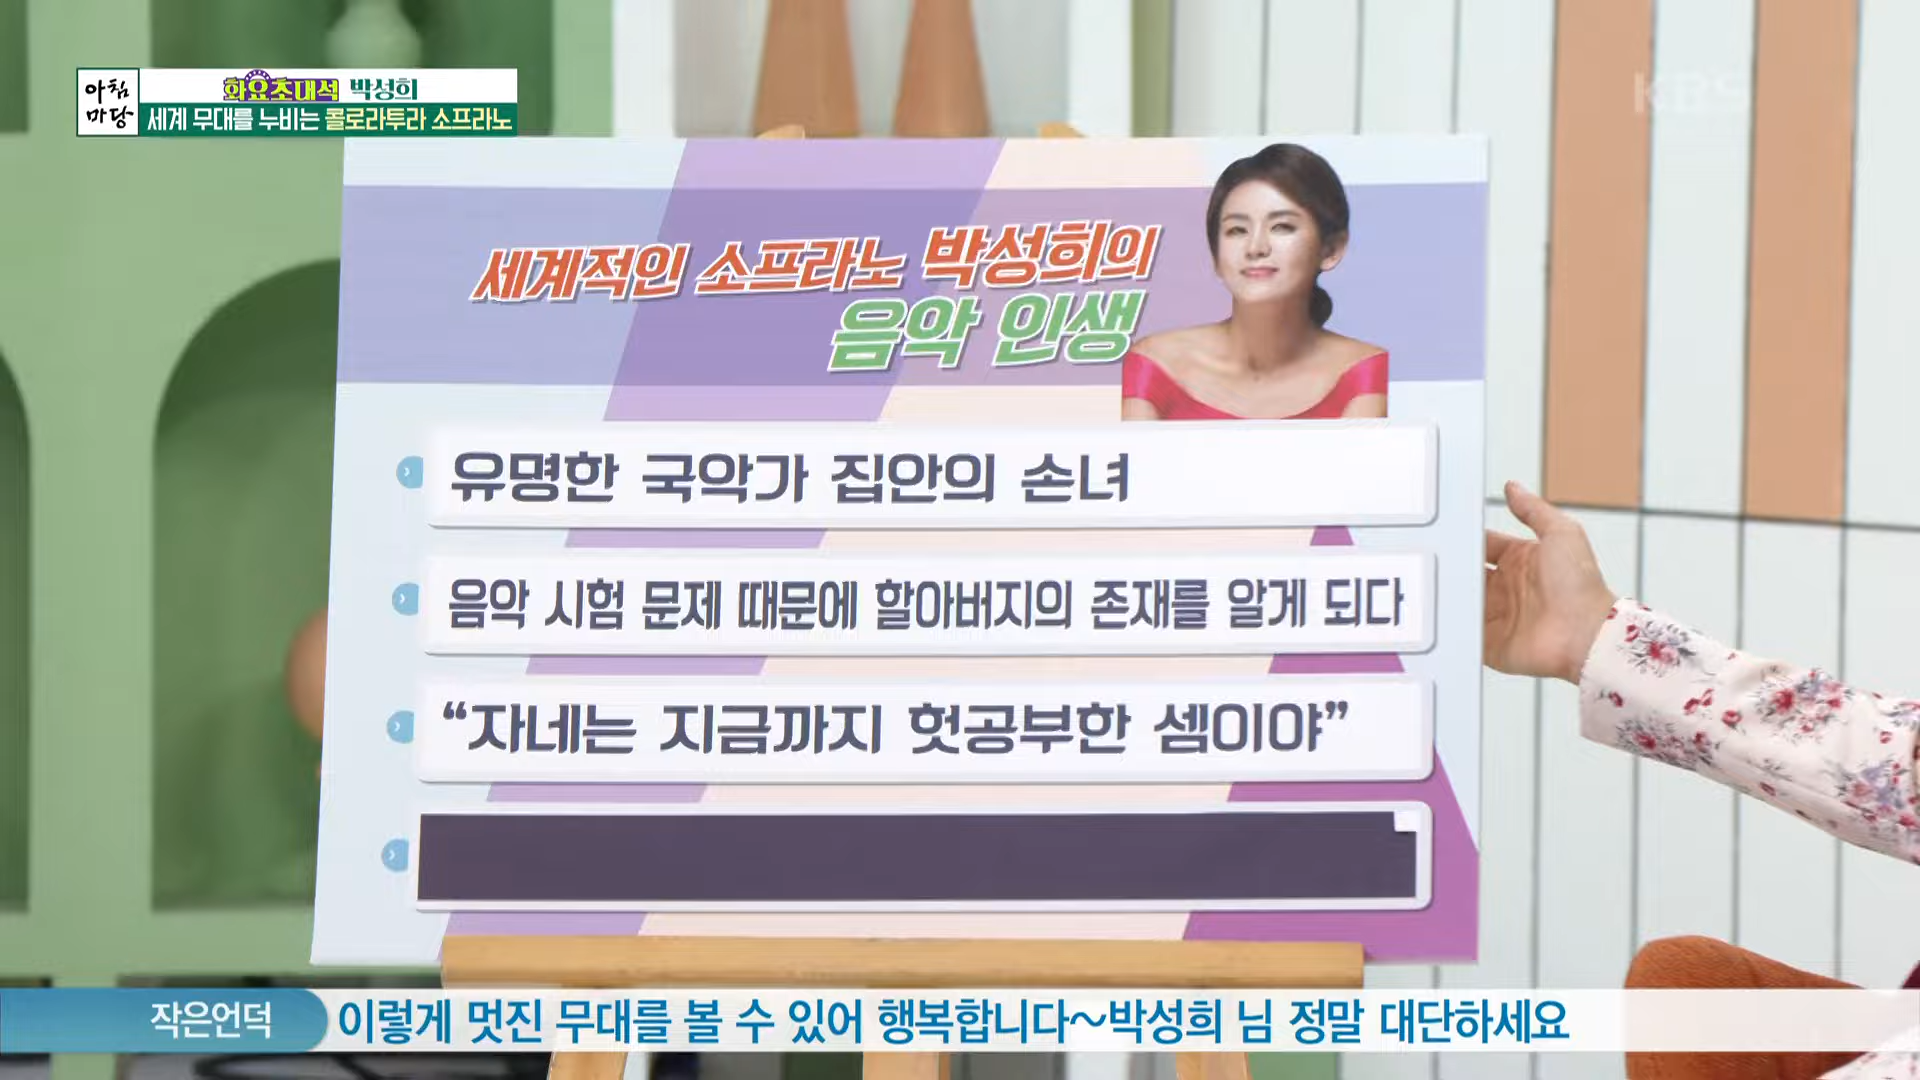 아침
마당
화요초대석 박성희
세계 무대를 누비는 콜로라투라 소프라노
KBS
세계적인 소프라노 박성희의
음악 인생
유명한 국악가 집안의 손녀
음악 시험 문제 때문에 할아버지의 존재를 알게 되다
“자네는 지금까지 헛공부한 셈이야”
작은언덕
이렇게 멋진 무대를 볼 수 있어 행복합니다~박성희 님 정말 대단하세요